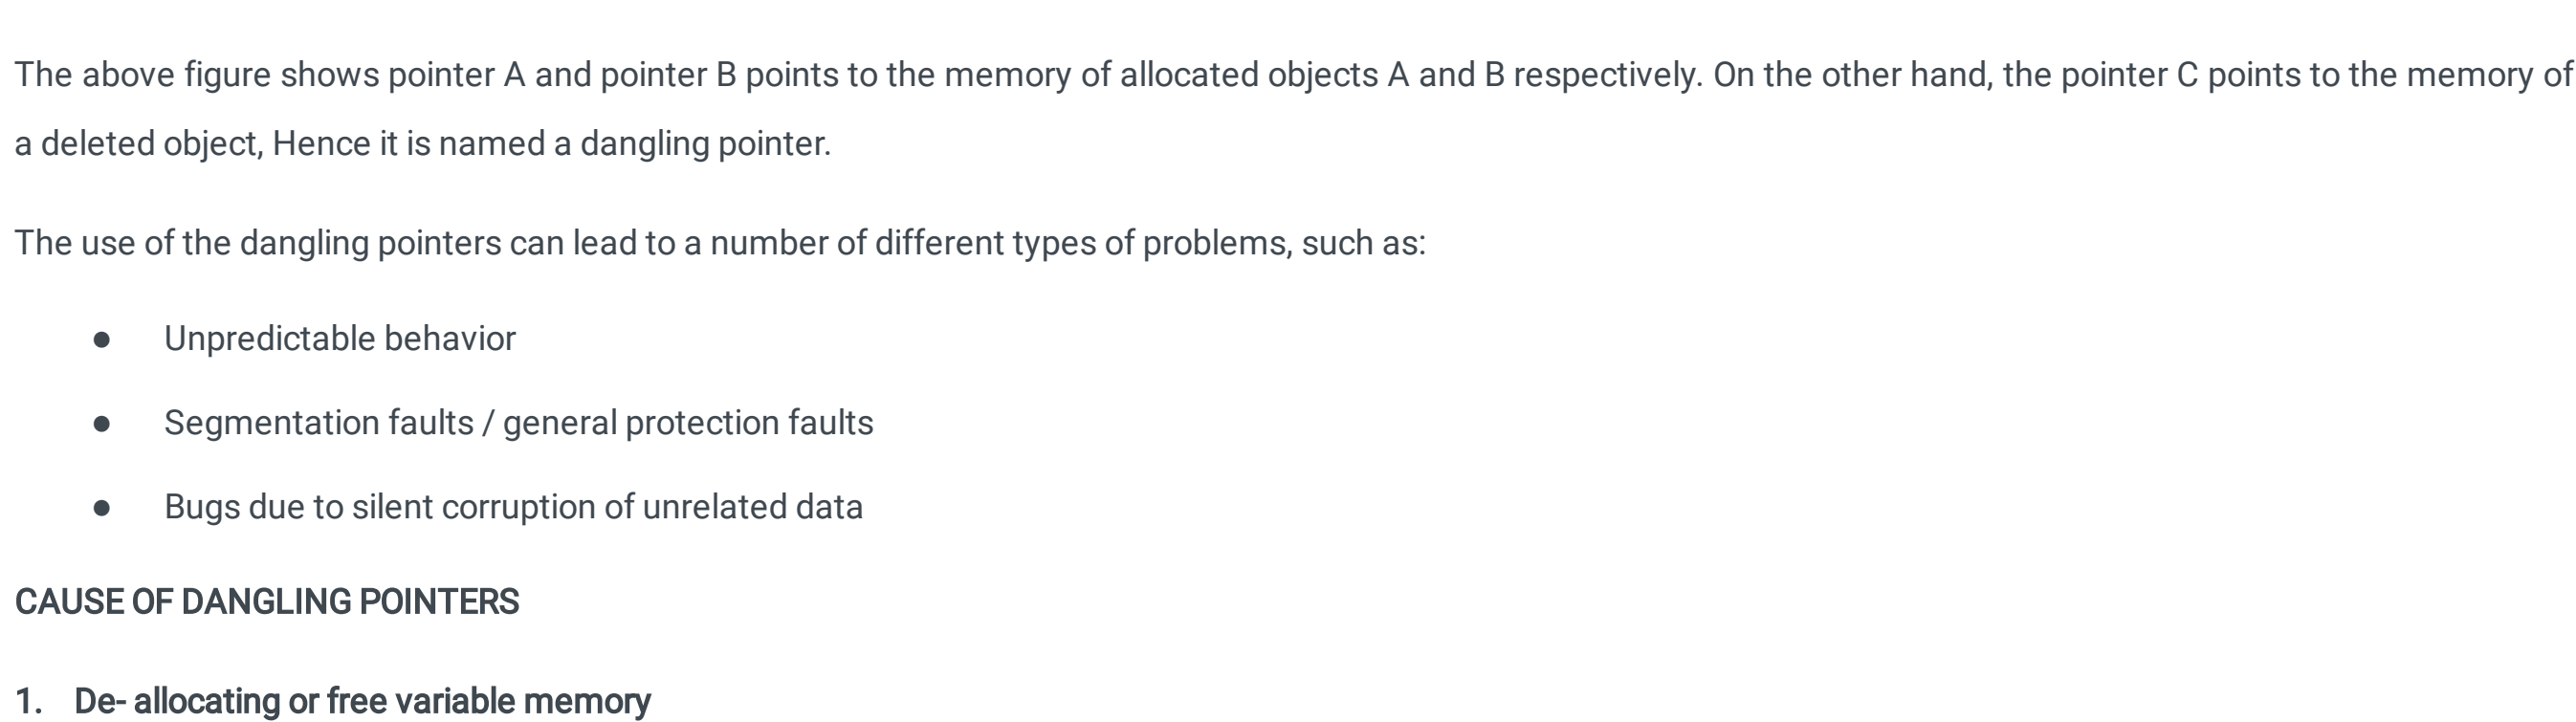 The above figure shows pointer A and pointer B points to the memory of allocated objects A and B respectively. On the other hand, the pointer C points to the memory of
a deleted object, Hence it is named a dangling pointer.
The use of the dangling pointers can lead to a number of different types of problems, such as:
● Unpredictable behavior
● Segmentation faults / general protection faults
● Bugs due to silent corruption of unrelated data
CAUSE OF DANGLING POINTERS
1. De- allocating or free variable memory